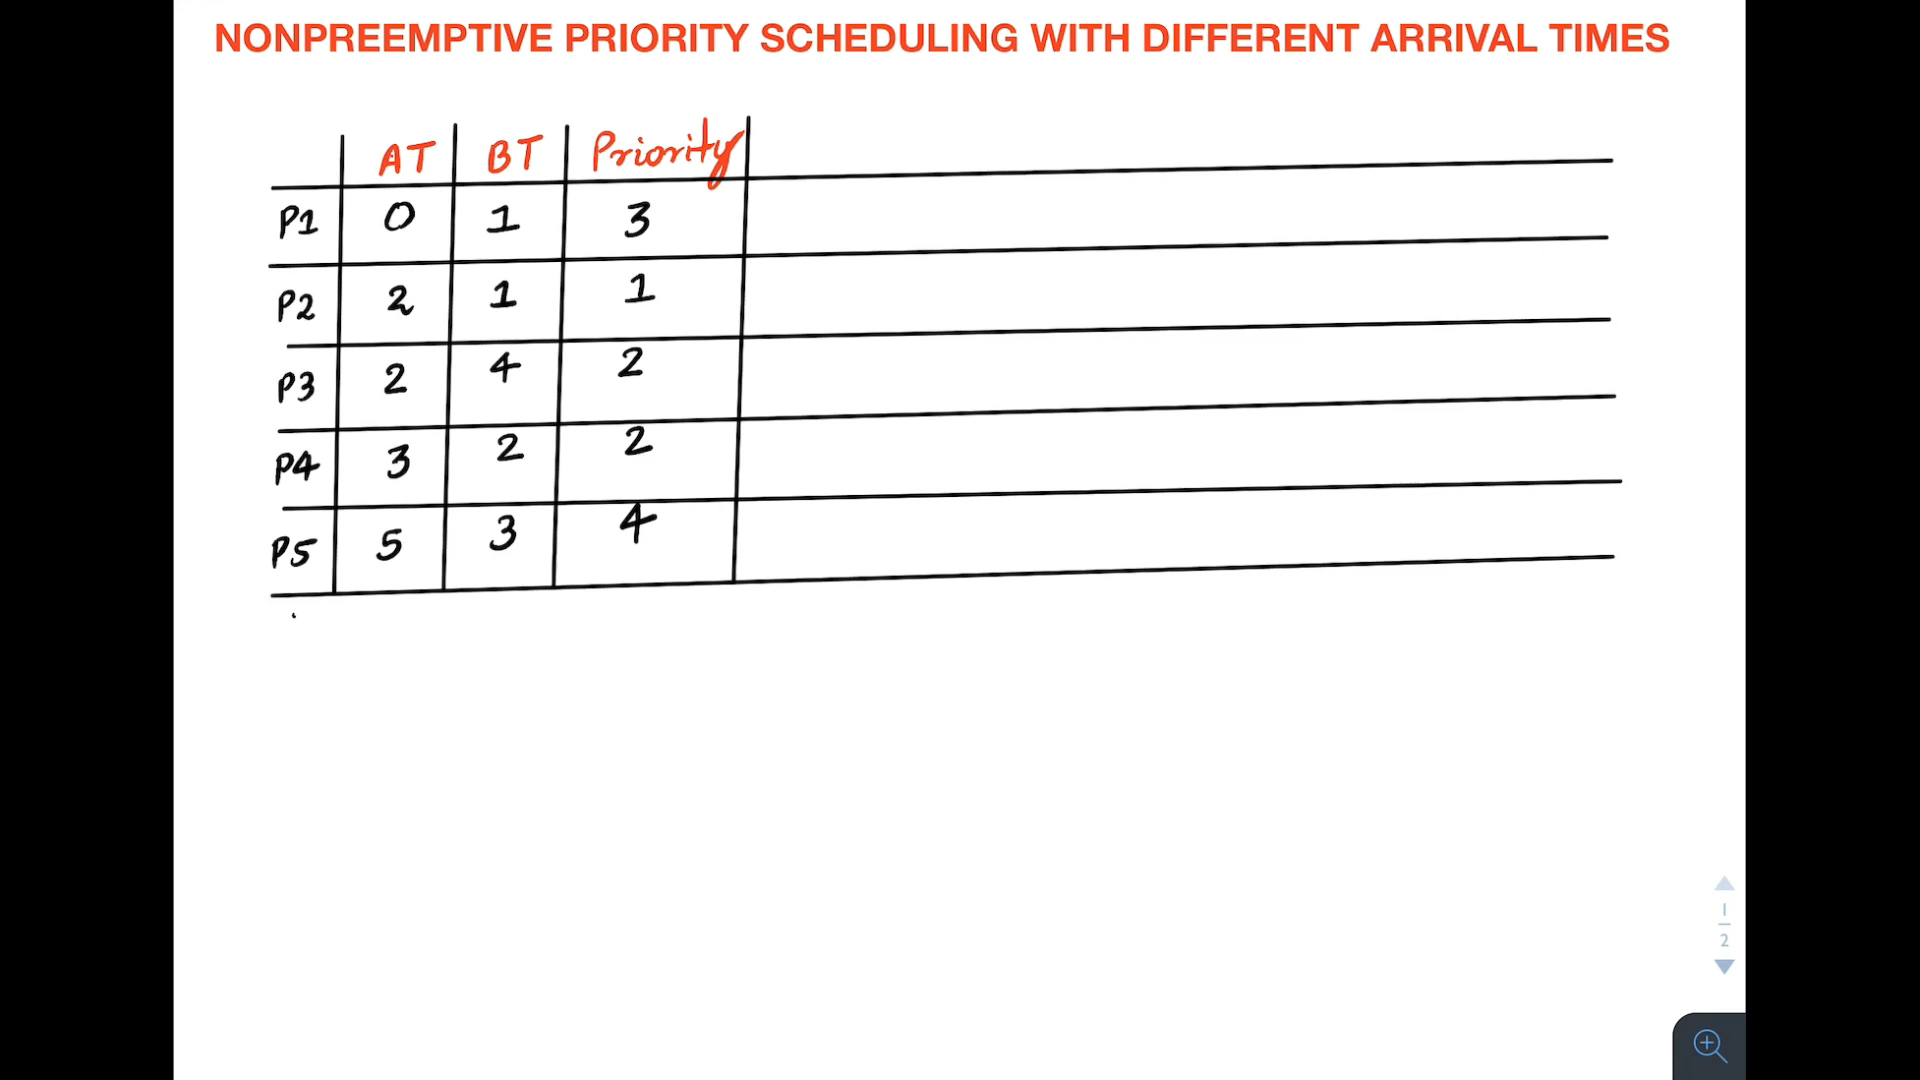 NONPREEMPTIVE PRIORITY SCHEDULING WITH DIFFERENT ARRIVAL TIMES
AT BT Priority
P1 0 1 3
P2 2 1 1
P3 2 4 2
P4 3 2 2
P5 5 3 4
1
2